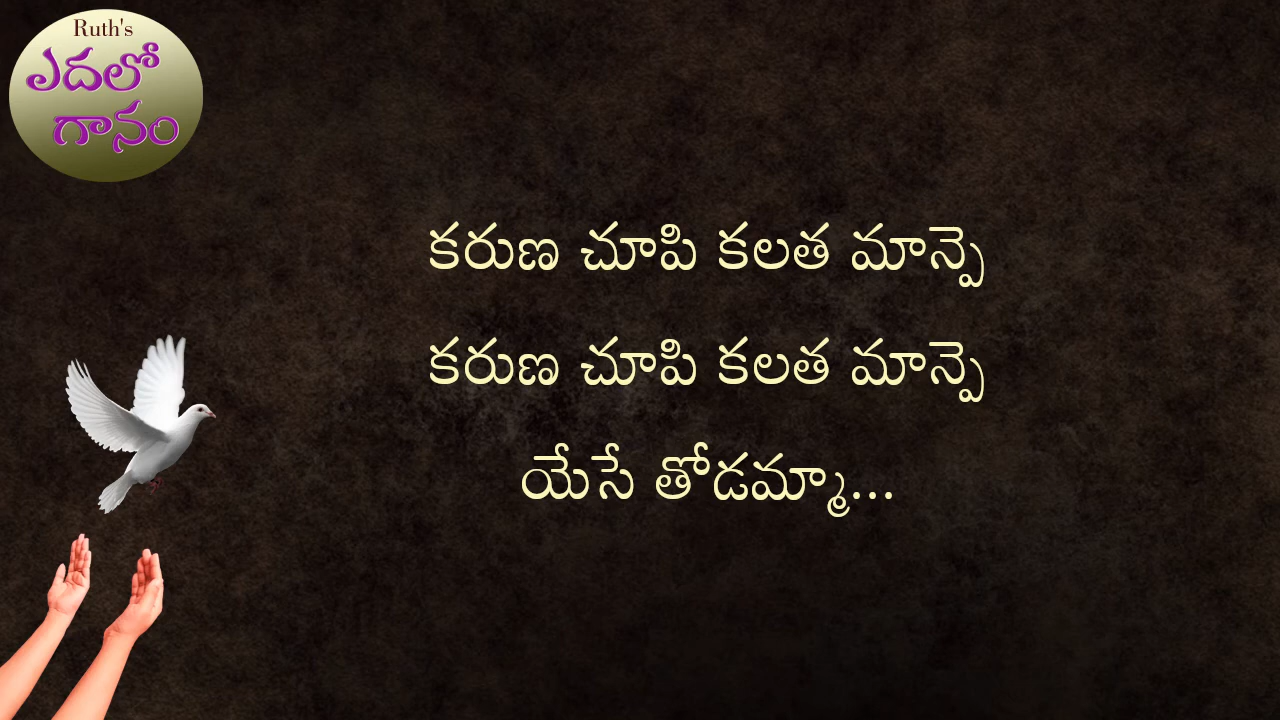 Ruth's
ఎదలో
గానం
కరుణ చూపి కలత మాన్పె
కరుణ చూపి కలత మాన్పె
యేసే తోడమ్మా...